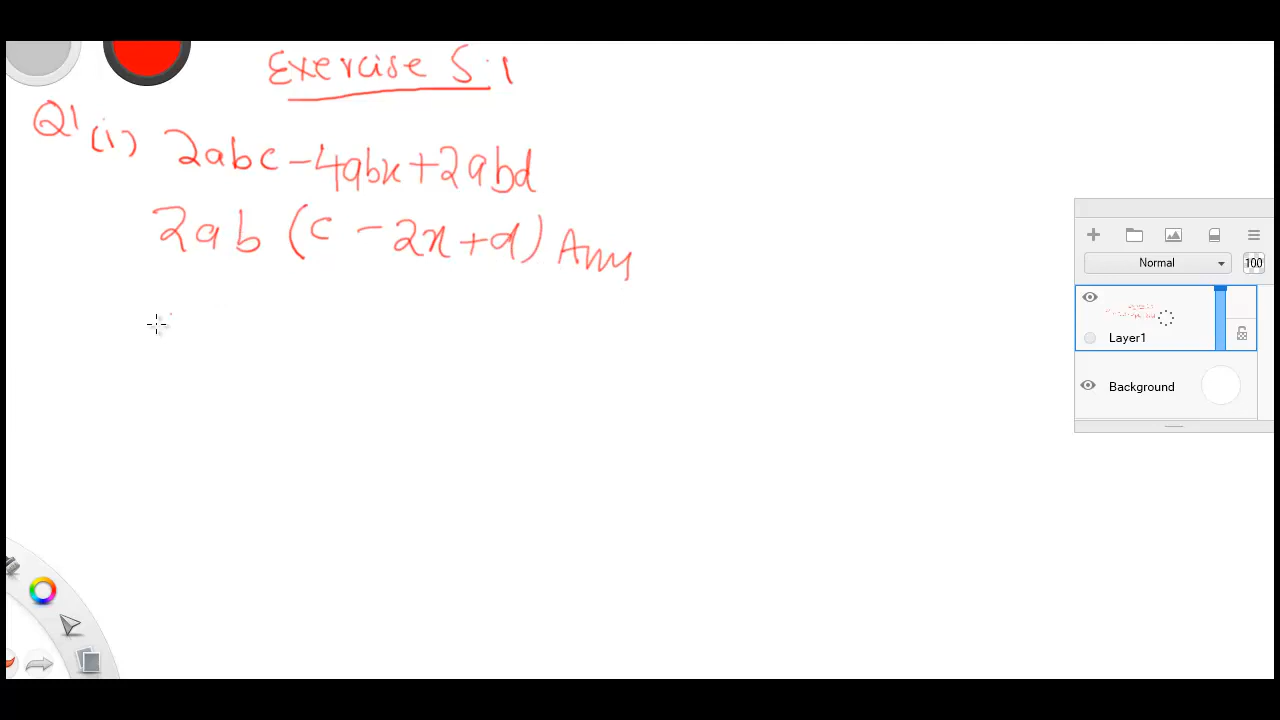 Exercise 5.1
Q1 (i) 2abc - 4abx + 2abd
2ab (c - 2x + d) Ans
Normal
100
Layer1
Background